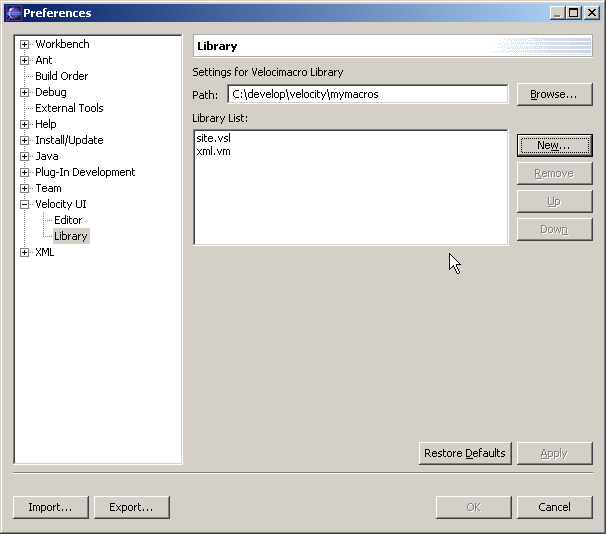 Preferences
Workbench
Ant
Build Order
Debug
External Tools
Help
Install/Update
Java
Plug-In Development
Team
Velocity UI
Editor
Library
XML
Library
Settings for Velocimacro Library
Path: C:\develop\velocity\mymacros Browse...
Library List:
site.vsl
xml.vm
New...
Remove
Up
Down
Restore Defaults Apply
Import... Export... OK Cancel